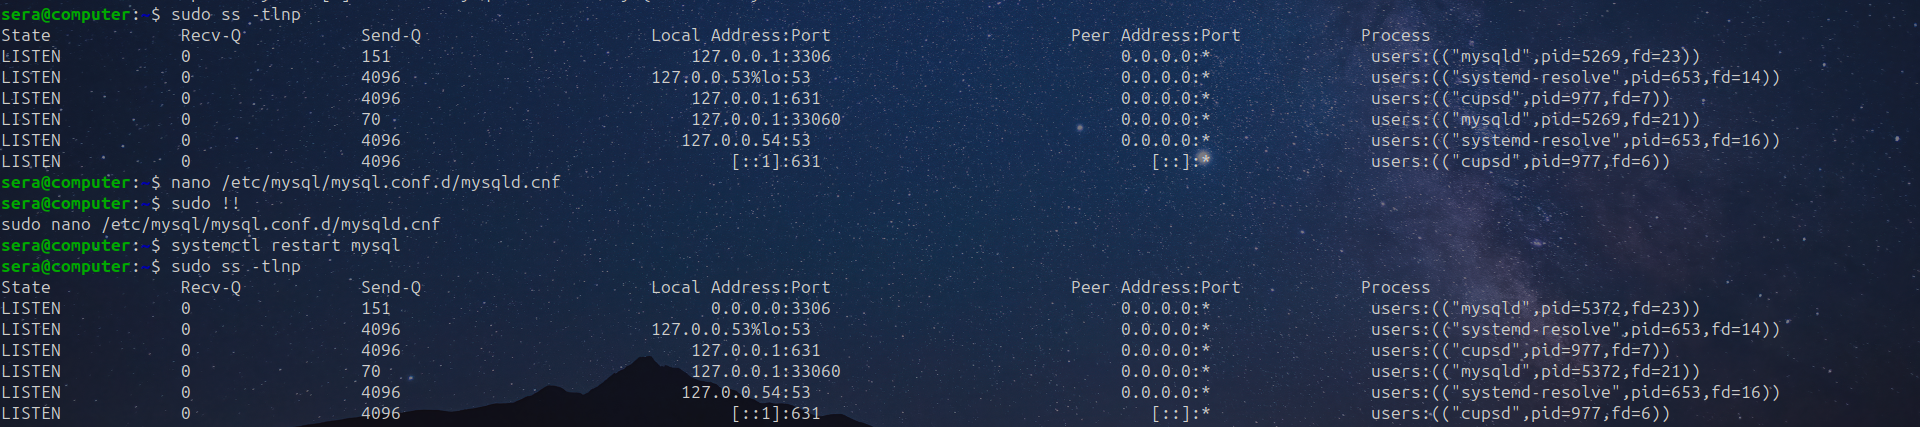 sera@computer:~$ sudo ss -tlnp
State Recv-Q Send-Q Local Address:Port Peer Address:Port Process
LISTEN 0 151 127.0.0.1:3306 0.0.0.0:* users:(("mysqld",pid=5269,fd=23))
LISTEN 0 4096 127.0.0.53%lo:53 0.0.0.0:* users:(("systemd-resolve",pid=653,fd=14))
LISTEN 0 4096 127.0.0.1:631 0.0.0.0:* users:(("cupsd",pid=977,fd=7))
LISTEN 0 70 127.0.0.1:33060 0.0.0.0:* users:(("mysqld",pid=5269,fd=21))
LISTEN 0 4096 127.0.0.54:53 0.0.0.0:* users:(("systemd-resolve",pid=653,fd=16))
LISTEN 0 4096 [::1]:631 [::]:* users:(("cupsd",pid=977,fd=6))
sera@computer:~$ nano /etc/mysql/mysql.conf.d/mysqld.cnf
sera@computer:~$ sudo !!
sudo nano /etc/mysql/mysql.conf.d/mysqld.cnf
sera@computer:~$ systemctl restart mysql
sera@computer:~$ sudo ss -tlnp
State Recv-Q Send-Q Local Address:Port Peer Address:Port Process
LISTEN 0 151 0.0.0.0:3306 0.0.0.0:* users:(("mysqld",pid=5372,fd=23))
LISTEN 0 4096 127.0.0.53%lo:53 0.0.0.0:* users:(("systemd-resolve",pid=653,fd=14))
LISTEN 0 4096 127.0.0.1:631 0.0.0.0:* users:(("cupsd",pid=977,fd=7))
LISTEN 0 70 127.0.0.1:33060 0.0.0.0:* users:(("mysqld",pid=5372,fd=21))
LISTEN 0 4096 127.0.0.54:53 0.0.0.0:* users:(("systemd-resolve",pid=653,fd=16))
LISTEN 0 4096 [::1]:631 [::]:* users:(("cupsd",pid=977,fd=6))